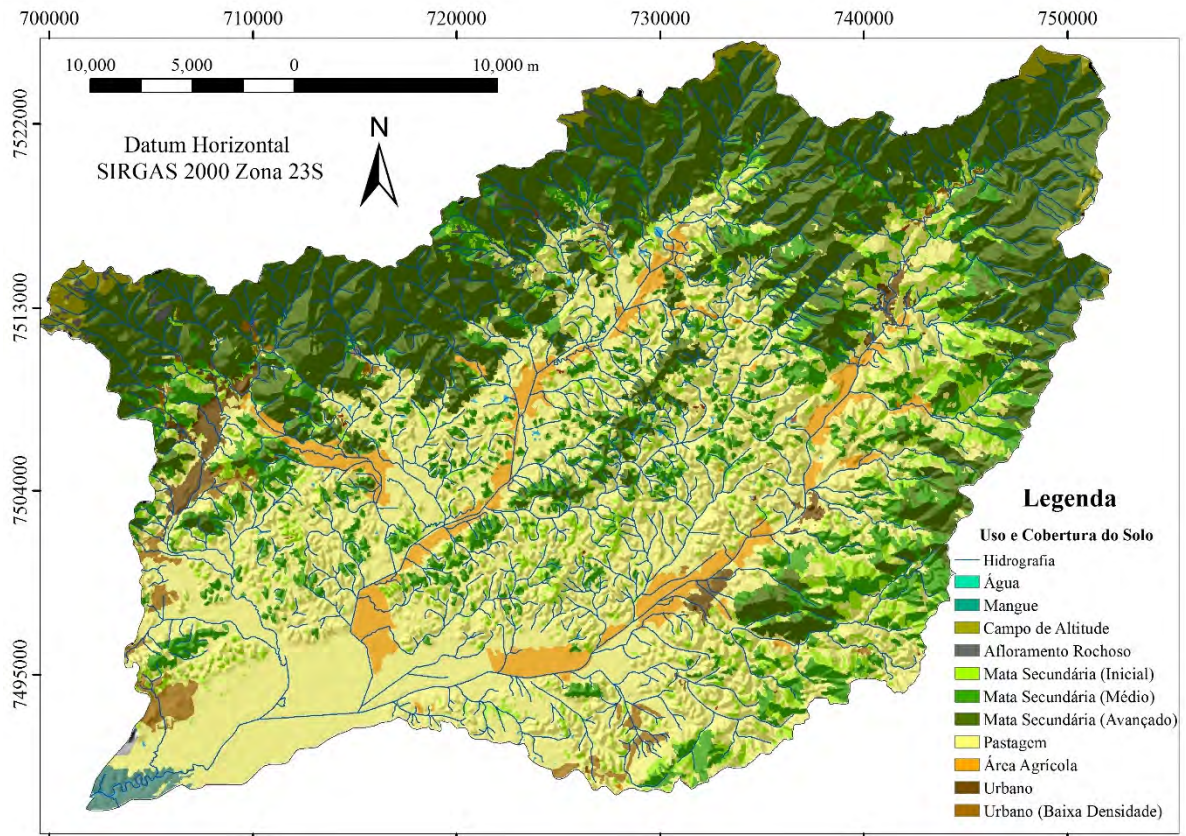 700000 710000 720000 730000 740000 750000
10,000 5,000 0 10,000 m
Datum Horizontal
SIRGAS 2000 Zona 23S
N
7522000
7513000
7504000
7495000
Legenda
Uso e Cobertura do Solo
Hidrografia
Água
Mangue
Campo de Altitude
Afloramento Rochoso
Mata Secundária (Inicial)
Mata Secundária (Médio)
Mata Secundária (Avançado)
Pastagem
Área Agrícola
Urbano
Urbano (Baixa Densidade)